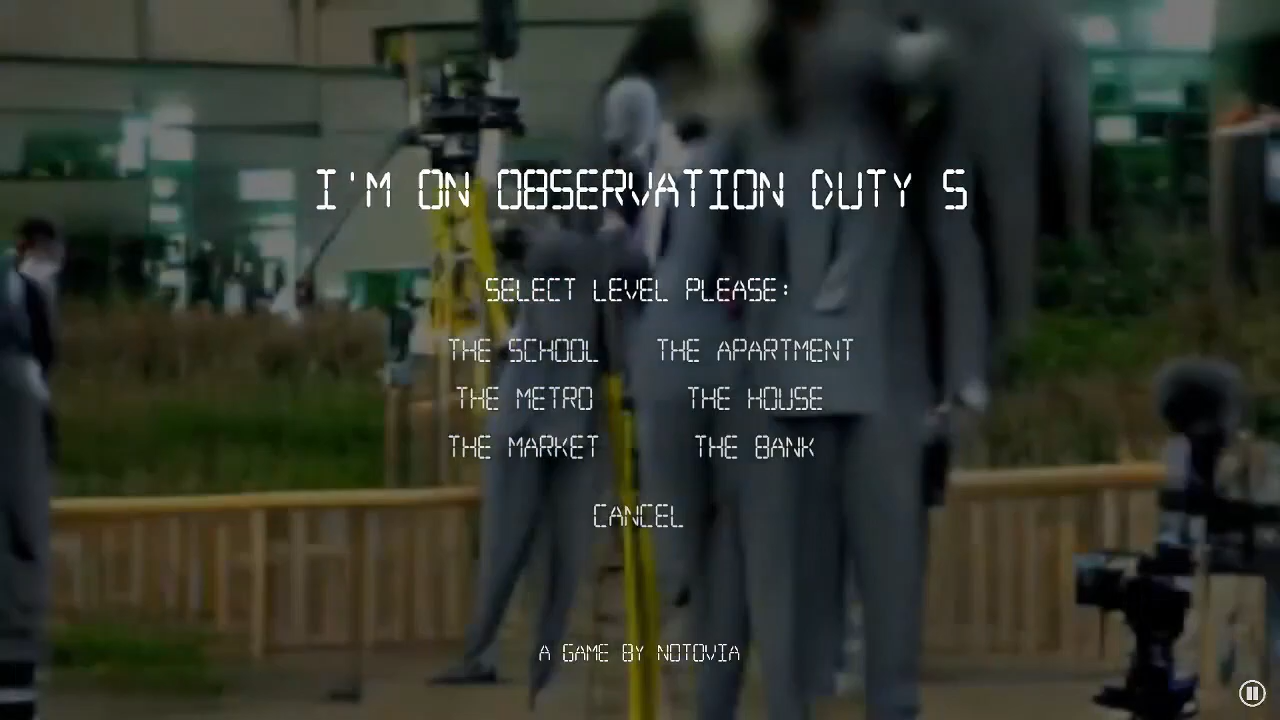 I'M ON OBSERVATION DUTY 5
SELECT LEVEL PLEASE:
THE SCHOOL THE APARTMENT
THE METRO THE HOUSE
THE MARKET THE BANK
CANCEL
A GAME BY NOTOVIA